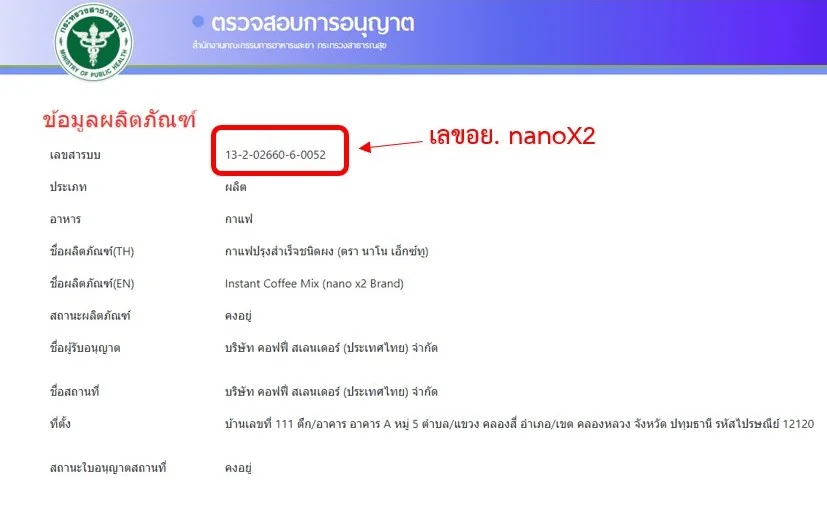 กระทรวงสาธารณสุข
MINISTRY OF PUBLIC HEALTH
ตรวจสอบการอนุญาต
สำนักงานคณะกรรมการอาหารและยา กระทรวงสาธารณสุข
ข้อมูลผลิตภัณฑ์
เลขสารบบ 13-2-02660-6-0052
เลขอย. nanoX2
ประเภท ผลิต
อาหาร กาแฟ
ชื่อผลิตภัณฑ์(TH) กาแฟปรุงสำเร็จชนิดผง (ตรา นาโน เอ็กซ์ทู)
ชื่อผลิตภัณฑ์(EN) Instant Coffee Mix (nano x2 Brand)
สถานะผลิตภัณฑ์ คงอยู่
ชื่อผู้รับอนุญาต บริษัท คอฟฟี่ สเลนเดอร์ (ประเทศไทย) จำกัด
ชื่อสถานที่ บริษัท คอฟฟี่ สเลนเดอร์ (ประเทศไทย) จำกัด
ที่ตั้ง บ้านเลขที่ 111 ตึก/อาคาร อาคาร A หมู่ 5 ตำบล/แขวง คลองสี่ อำเภอ/เขต คลองหลวง จังหวัด ปทุมธานี รหัสไปรษณีย์ 12120
สถานะใบอนุญาตสถานที่ คงอยู่